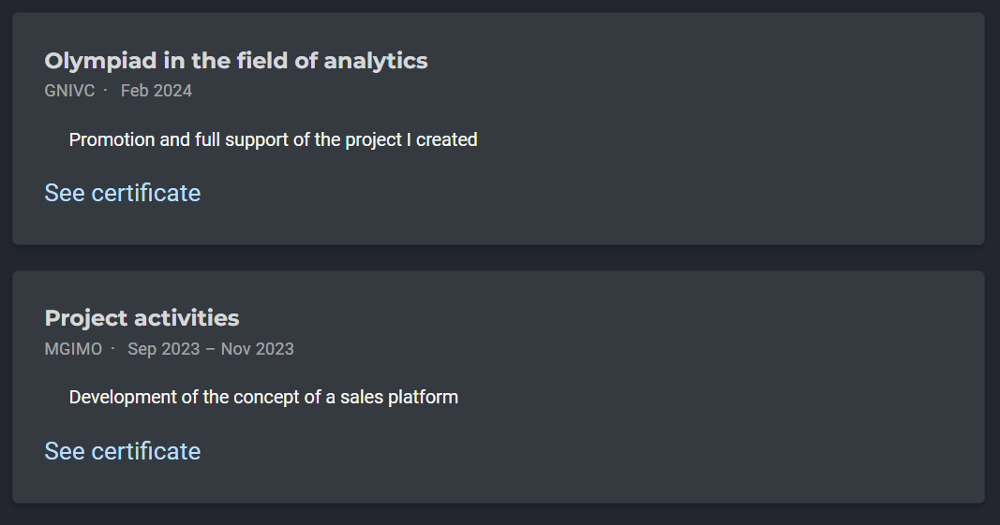 Olympiad in the field of analytics
GNIVC · Feb 2024
Promotion and full support of the project I created
See certificate
Project activities
MGIMO · Sep 2023 – Nov 2023
Development of the concept of a sales platform
See certificate